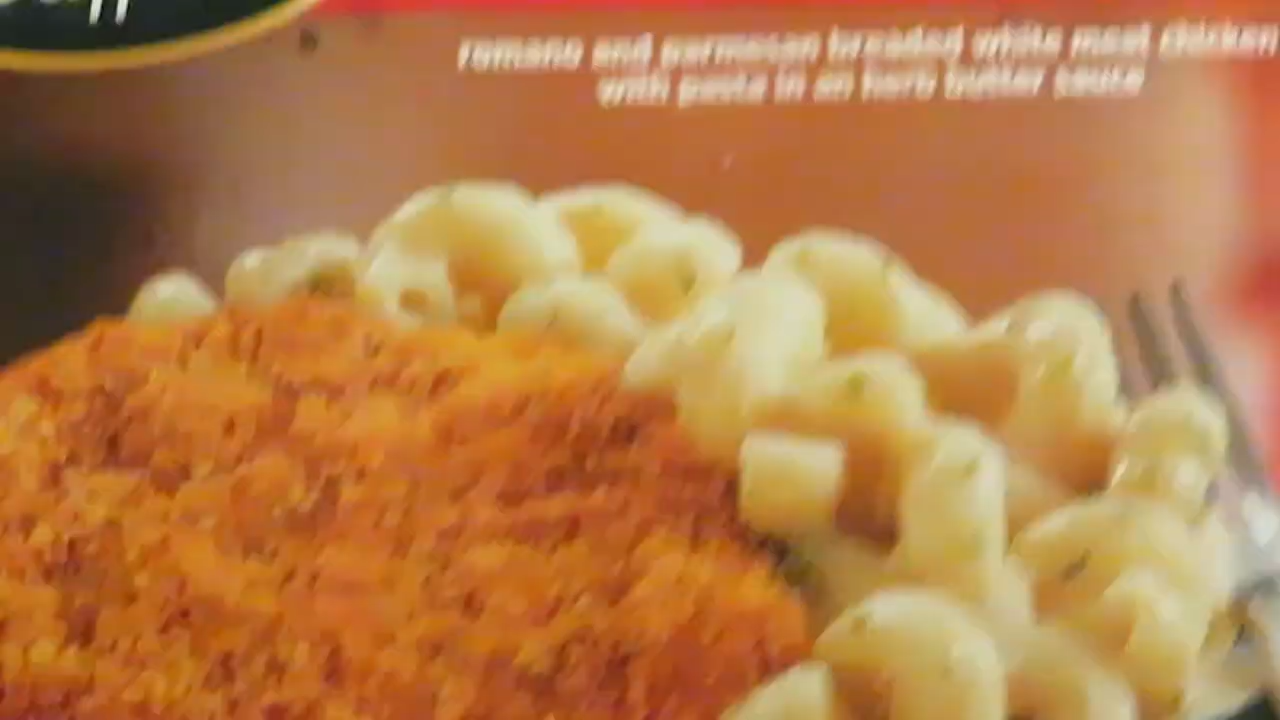 romano and parmesan breaded white meat chicken
with pasta in an herb butter sauce